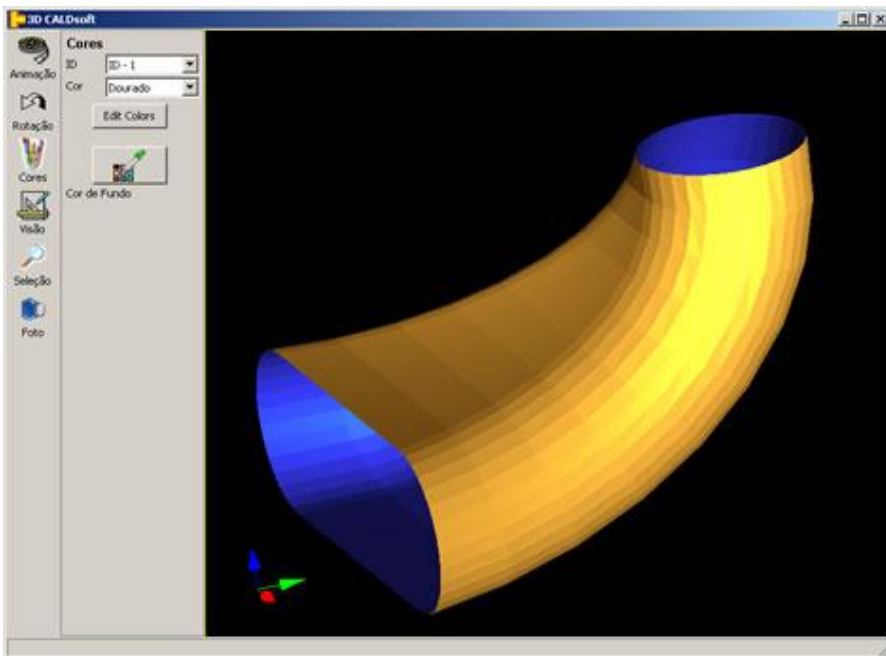 3D CALDsoft
Animação
Rotação
Cores
Visão
Seleção
Foto
Cores
ID
ID - 1
Cor
Dourado
Edit Colors
Cor de Fundo